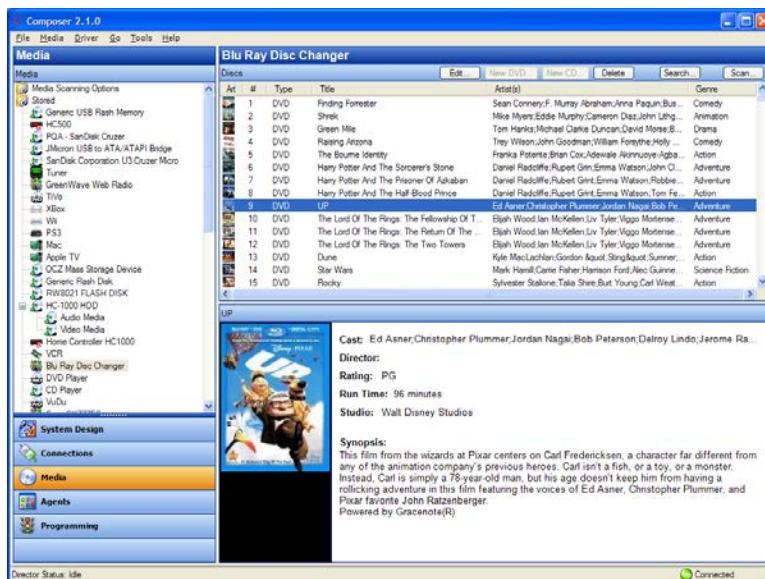 Composer 2.1.0
File Media Driver Go Tools Help
Media
Media
Media Scanning Options
Stored
Generic USB Flash Memory
HC500
PQA - SanDisk Cruzer
JMicron USB to ATA/ATAPI Bridge
SanDisk Corporation U3 Cruzer Micro
Tuner
GreenWave Web Radio
TiVo
XBox
Wii
PS3
Mac
Apple TV
OCZ Mass Storage Device
Generic Flash Disk
RW8021 FLASH DISK
HC-1000 HDD
Audio Media
Video Media
Home Controller HC1000
VCR
Blu Ray Disc Changer
DVD Player
CD Player
VuDu
System Design
Connections
Media
Agents
Programming
Blu Ray Disc Changer
Discs Edit... New DVD... New CD... Delete Search... Scan...
Art # Type Title Artist(s) Genre
1 DVD Finding Forrester Sean Connery;F. Murray Abraham;Anna Paquin;Bus... Comedy
2 DVD Shrek Mike Myers;Eddie Murphy;Cameron Diaz;John Lithg... Animation
3 DVD Green Mile Tom Hanks;Michael Clarke Duncan;David Morse;B... Drama
4 DVD Raising Arizona Trey Wilson;John Goodman;William Forsythe;Holly ... Comedy
5 DVD The Bourne Identity Franka Potente;Brian Cox;Adewale Akinnuoye-Agba... Action
6 DVD Harry Potter And The Sorcerer's Stone Daniel Radcliffe;Rupert Grint;Emma Watson;John Cl... Adventure
7 DVD Harry Potter And The Prisoner Of Azkaban Daniel Radcliffe;Rupert Grint;Emma Watson;Robbie... Adventure
8 DVD Harry Potter And The Half-Blood Prince Daniel Radcliffe;Rupert Grint;Emma Watson;Tom Fe... Action
9 DVD UP Ed Asner;Christopher Plummer;Jordan Nagai;Bob Pe... Adventure
10 DVD The Lord Of The Rings: The Fellowship Of T... Elijah Wood;Ian McKellen;Liv Tyler;Viggo Mortense... Adventure
11 DVD The Lord Of The Rings: The Return Of The ... Elijah Wood;Ian McKellen;Liv Tyler;Viggo Mortense... Adventure
12 DVD The Lord Of The Rings: The Two Towers Elijah Wood;Ian McKellen;Liv Tyler;Viggo Mortense... Adventure
13 DVD Dune Kyle MacLachlan;Gordon &quot;Sting&quot;Sumner;... Action
14 DVD Star Wars Mark Hamill;Carrie Fisher;Harrison Ford;Alec Guinne... Science Fiction
15 DVD Rocky Sylvester Stallone;Talia Shire;Burt Young;Carl Weat... Action
UP
Disney · PIXAR
UP
Cast: Ed Asner;Christopher Plummer;Jordan Nagai;Bob Peterson;Delroy Lindo;Jerome Ra...
Director:
Rating: PG
Run Time: 96 minutes
Studio: Walt Disney Studios
Synopsis:
This film from the wizards at Pixar centers on Carl Fredericksen, a character far different from
any of the animation company's previous heroes. Carl isn't a fish, or a toy, or a monster.
Instead, Carl is simply a 78-year-old man, but his age doesn't keep him from having a
rollicking adventure in this film featuring the voices of Ed Asner, Christopher Plummer, and
Pixar favorite John Ratzenberger.
Powered by Gracenote(R)
Director Status: Idle
Connected